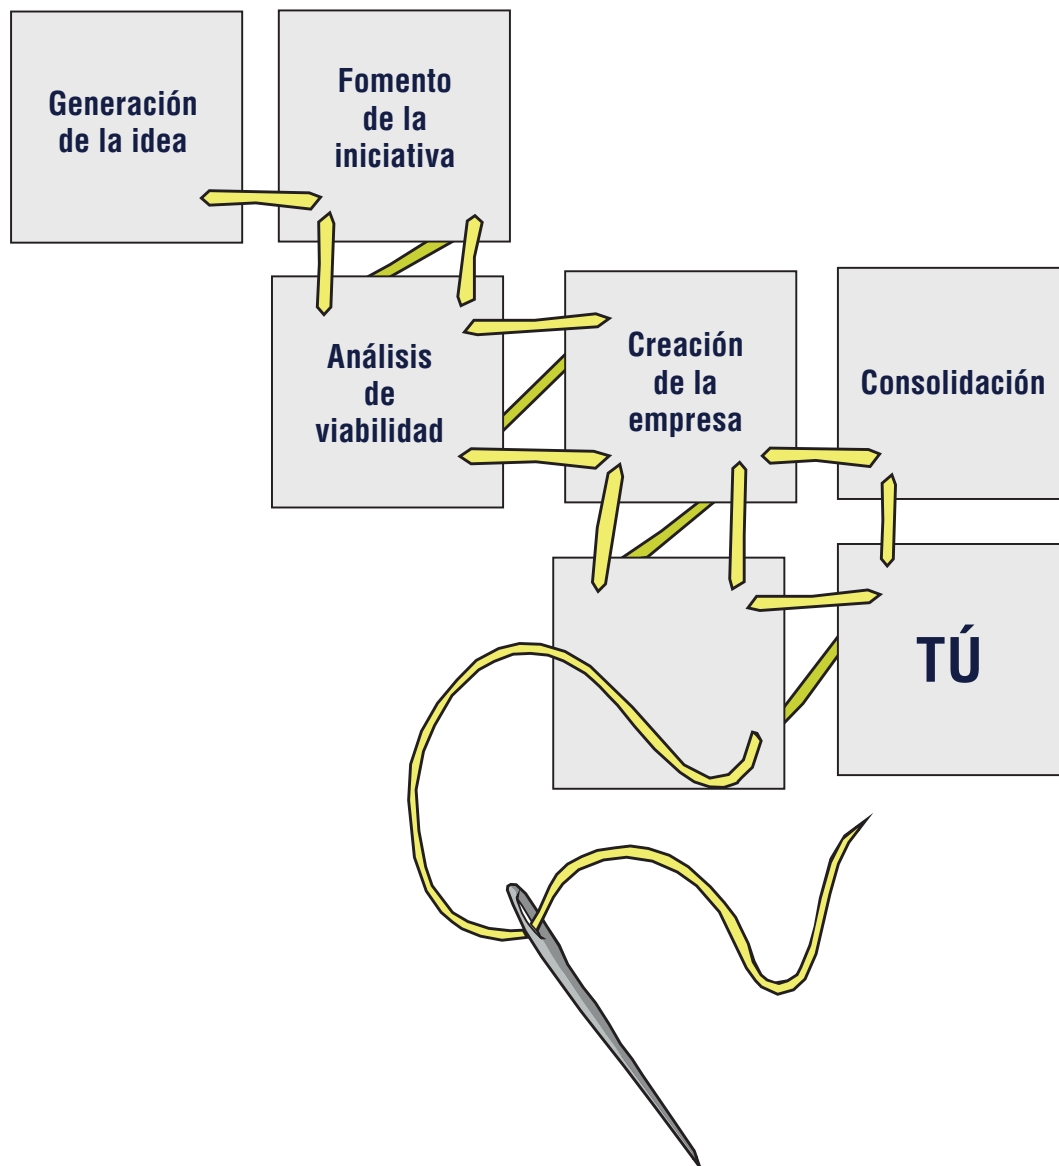 Generación
de la idea
Fomento
de la
iniciativa
Análisis
de
viabilidad
Creación
de la
empresa
Consolidación
TÚ